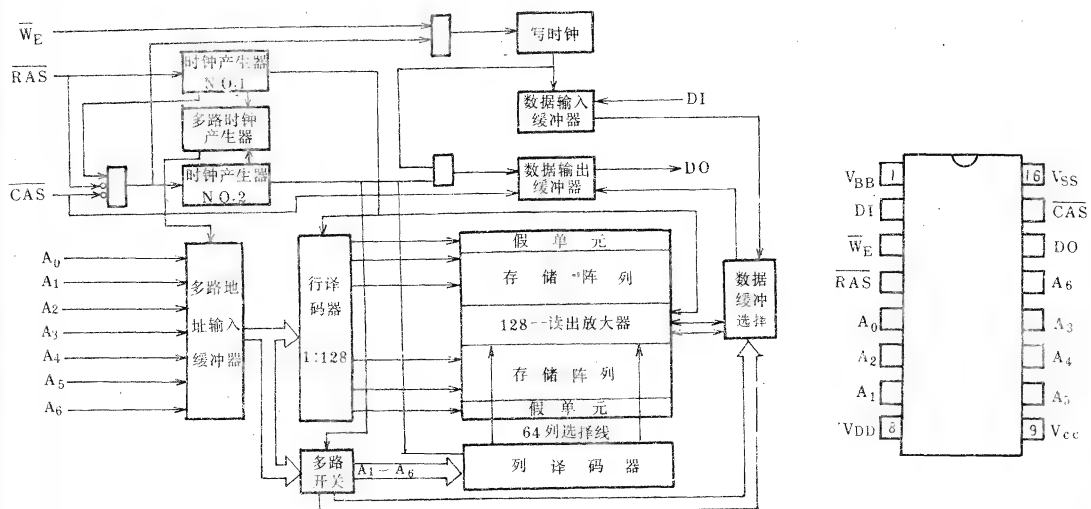 W̅E
写时钟
R̅A̅S̅
时钟产生器
NO.1
多路时钟
产生器
数据输入
缓冲器
DI
C̅A̅S̅
时钟产生器
NO.2
数据输出
缓冲器
DO
A0
A1
A2
A3
A4
A5
A6
多路地
址输入
缓冲器
行译
码器
1:128
假单元
存储阵列
128—读出放大器
存储阵列
假单元
64列选择线
数据
缓冲
选择
多路
开关
A1-A6
列译码器
VBB 1
16 VSS
DI
C̅A̅S̅
W̅E
DO
R̅A̅S̅
A6
A0
A3
A2
A4
A1
A5
VDD 8
9 Vcc